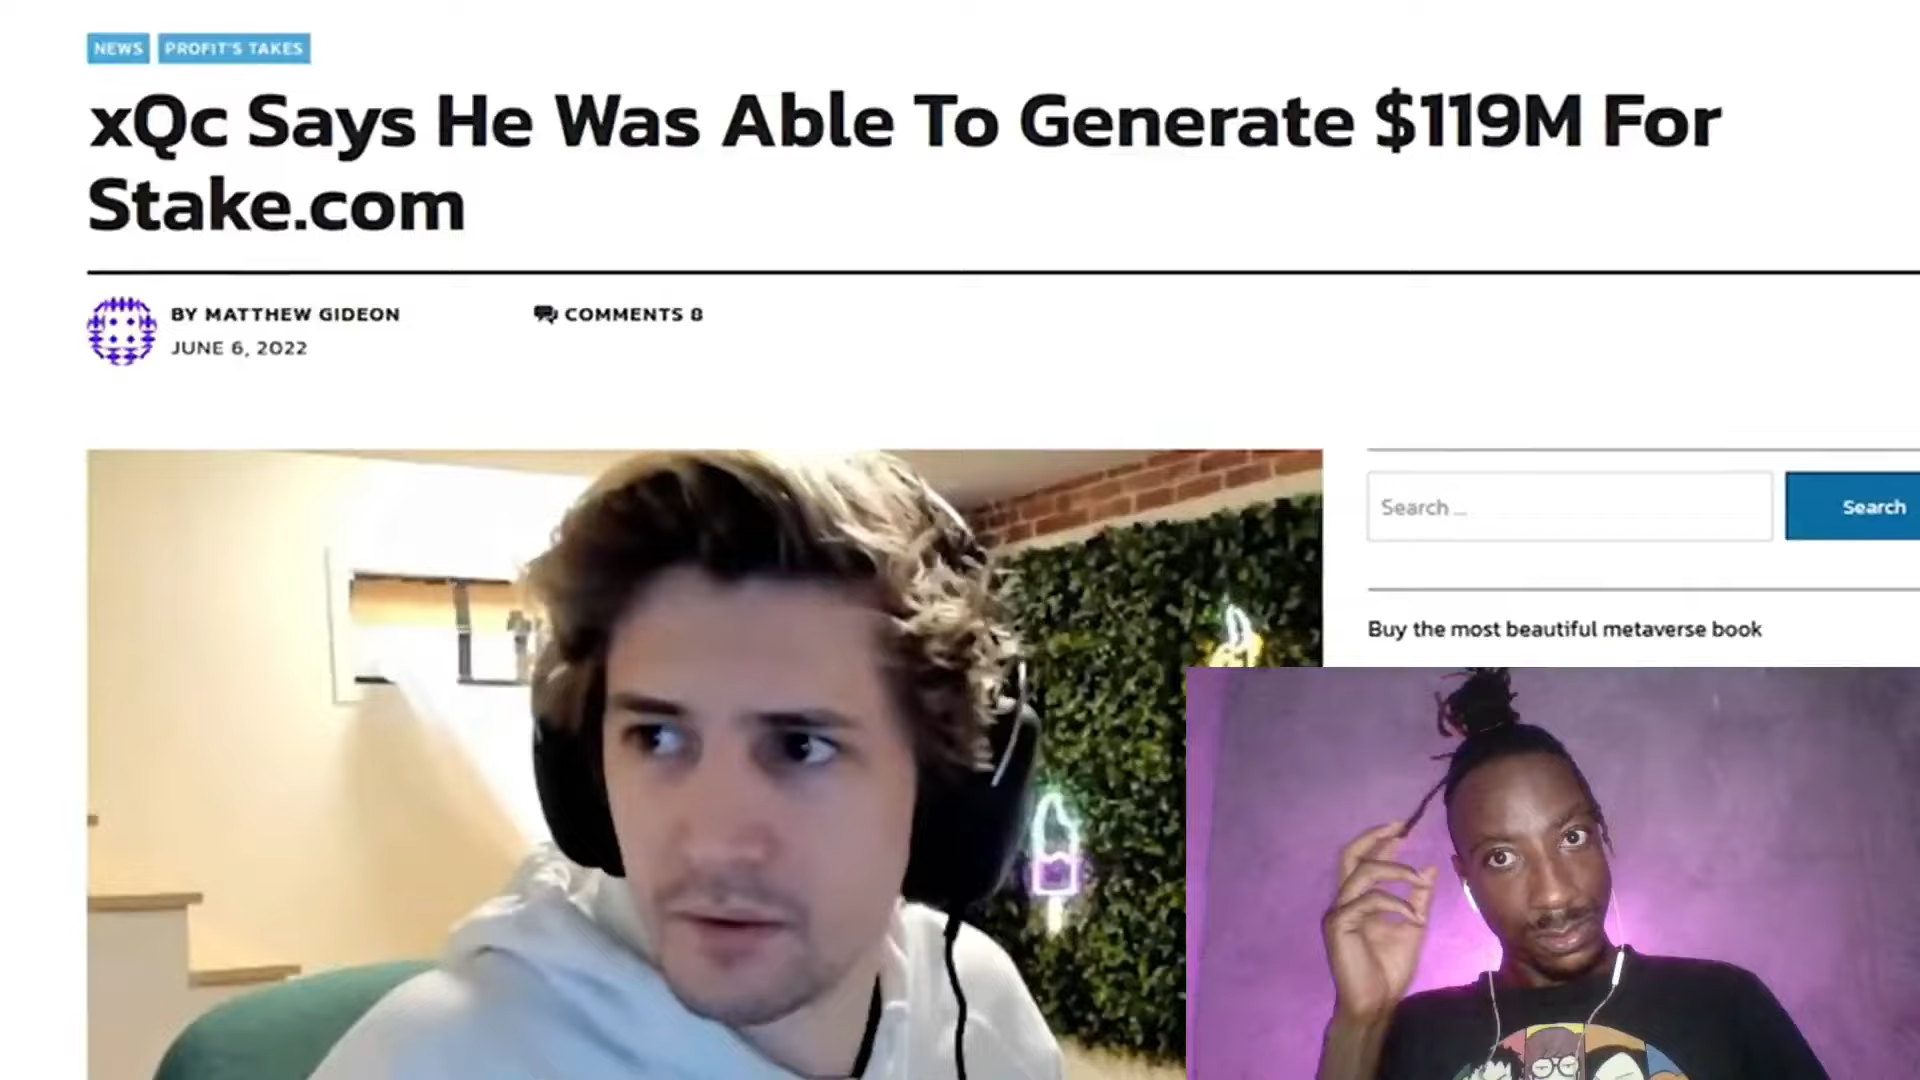 NEWS PROFIT'S TAKES
xQc Says He Was Able To Generate $119M For
Stake.com
BY MATTHEW GIDEON
COMMENTS 8
JUNE 6, 2022
Search ...
Search
Buy the most beautiful metaverse book